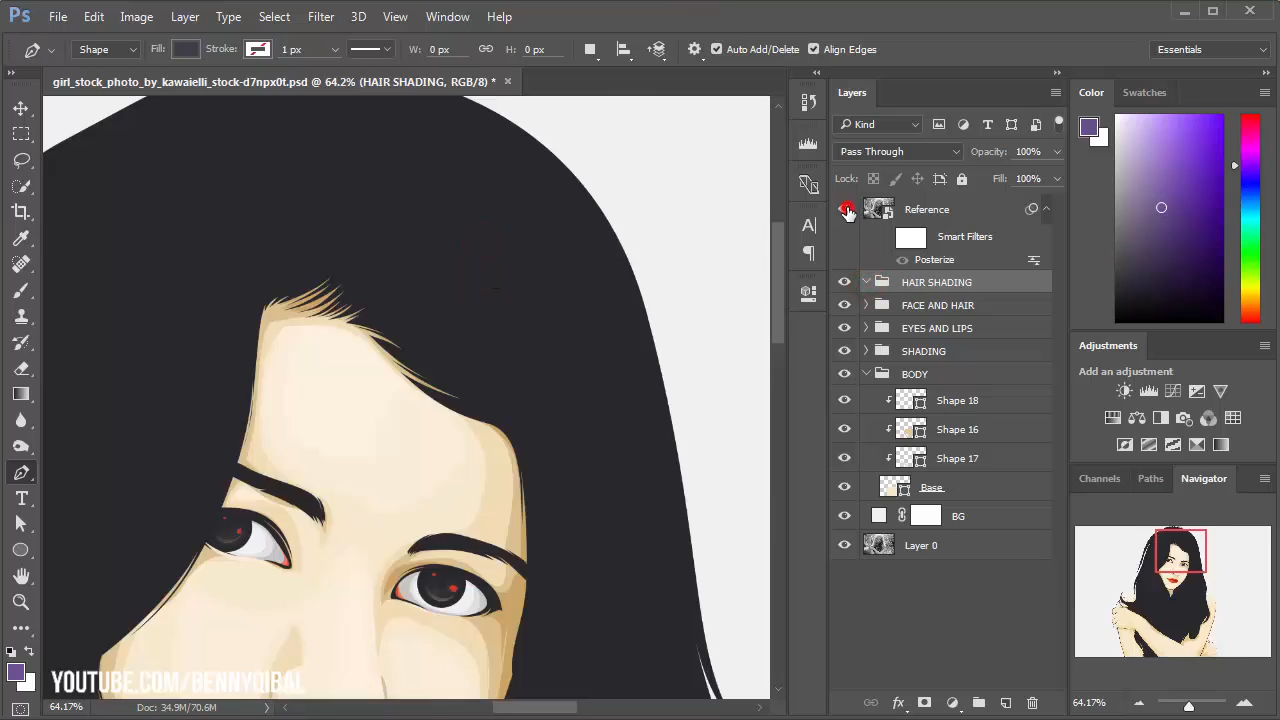 Ps File Edit Image Layer Type Select Filter 3D View Window Help
Shape Fill: Stroke: 1 px W: 0 px H: 0 px Auto Add/Delete Align Edges Essentials
girl_stock_photo_by_kawaielli_stock-d7npx0t.psd @ 64.2% (HAIR SHADING, RGB/8) *
Layers
Kind
Pass Through Opacity: 100%
Lock: Fill: 100%
Reference
Smart Filters
Posterize
HAIR SHADING
FACE AND HAIR
EYES AND LIPS
SHADING
BODY
Shape 18
Shape 16
Shape 17
Base
BG
Layer 0
fx
Color Swatches
Adjustments
Add an adjustment
Channels Paths Navigator
64.17%
YOUTUBE.COM/BENNYQIBAL
64.17% Doc: 34.9M/70.6M